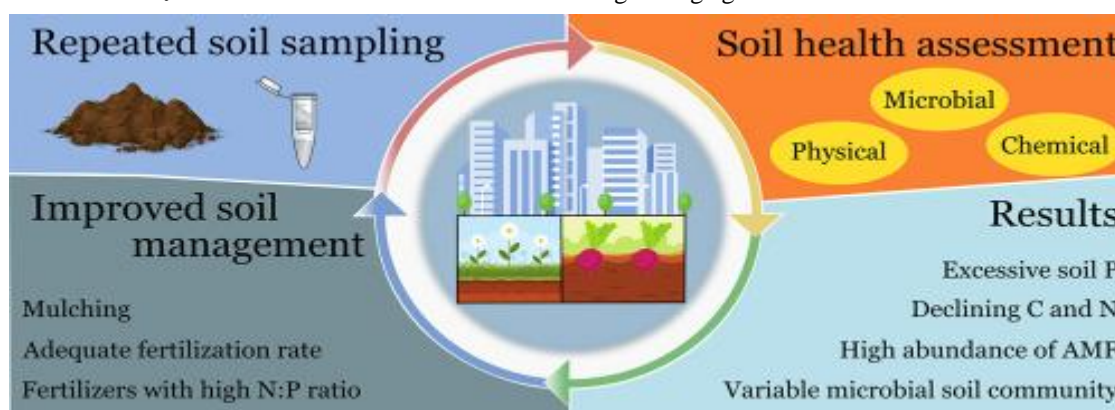 Repeated soil sampling
Soil health assessment
Microbial
Physical
Chemical
Improved soil
management
Mulching
Adequate fertilization rate
Fertilizers with high N:P ratio
Results
Excessive soil P
Declining C and N
High abundance of AMF
Variable microbial soil community